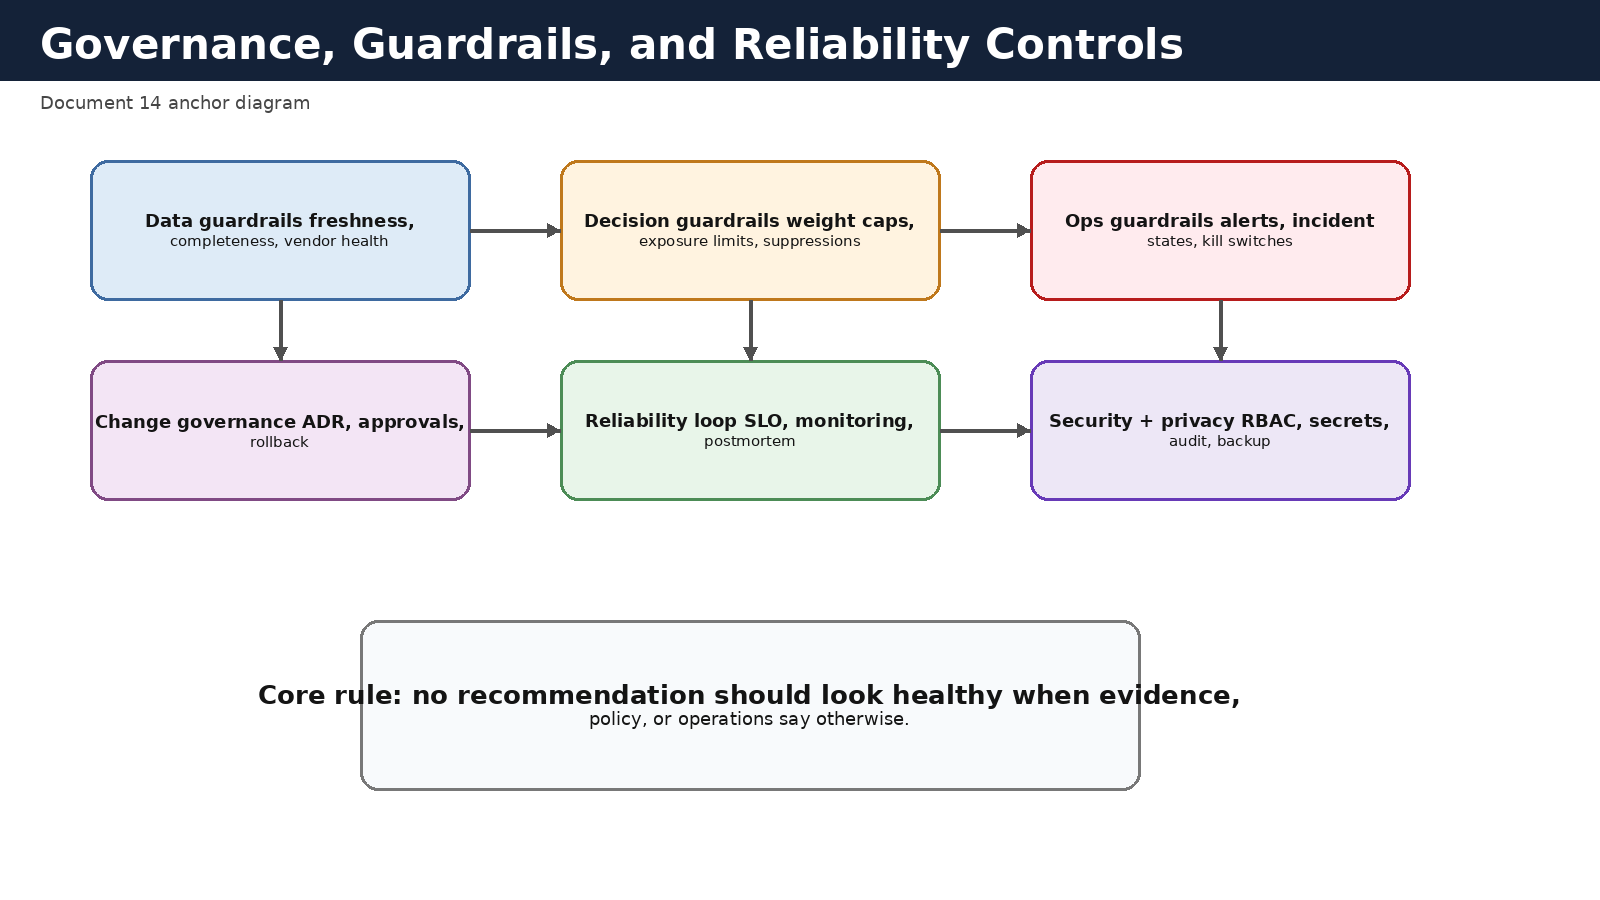 Governance, Guardrails, and Reliability Controls
Document 14 anchor diagram
Data guardrails freshness,
completeness, vendor health
Decision guardrails weight caps,
exposure limits, suppressions
Ops guardrails alerts, incident
states, kill switches
Change governance ADR, approvals,
rollback
Reliability loop SLO, monitoring,
postmortem
Security + privacy RBAC, secrets,
audit, backup
Core rule: no recommendation should look healthy when evidence,
policy, or operations say otherwise.